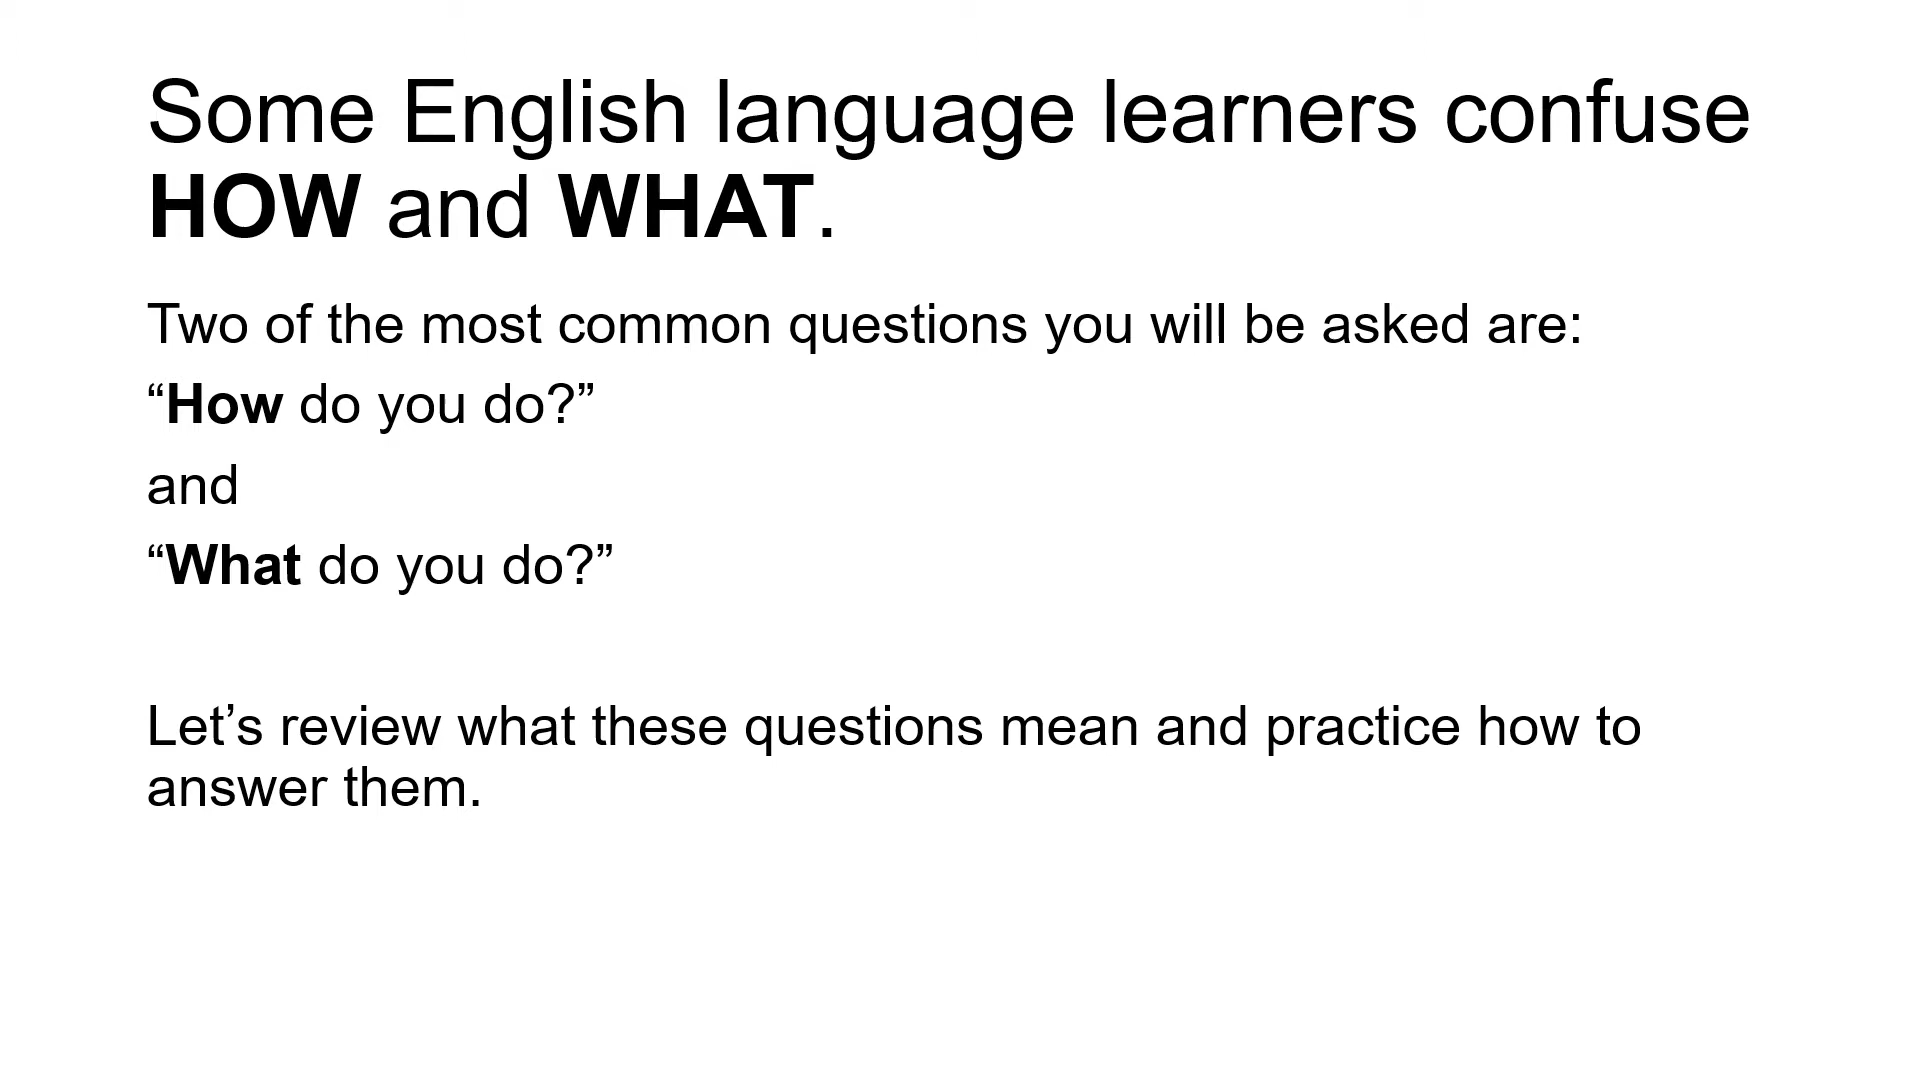 Some English language learners confuse
HOW and WHAT.
Two of the most common questions you will be asked are:
“How do you do?”
and
“What do you do?”
Let’s review what these questions mean and practice how to
answer them.